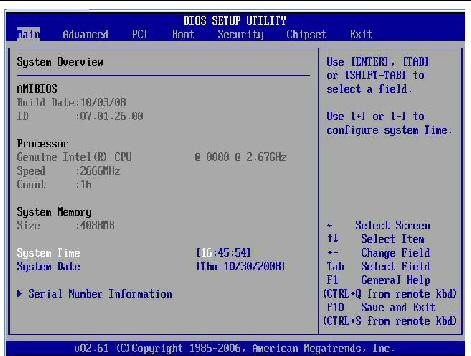 BIOS SETUP UTILITY
Main Advanced PCI Boot Security Chipset Exit
System Overview
AMIBIOS
Build Date:10/03/08
ID :07.01.26.00
Processor
Genuine Intel(R) CPU @ 0000 @ 2.67GHz
Speed :2666MHz
Count :16
System Memory
Size
System Time [16:45:54]
System Date [Thu 10/30/2008]
▶ Serial Number Information
Use [ENTER], [TAB]
or [SHIFT-TAB] to
select a field.
Use [+] or [-] to
configure system Time.
← Select Screen
↑↓ Select Item
+- Change Field
Tab Select Field
F1 General Help
(CTRL+Q from remote kbd)
F10 Save and Exit
(CTRL+S from remote kbd)
v02.61 (C)Copyright 1985-2006, American Megatrends, Inc.